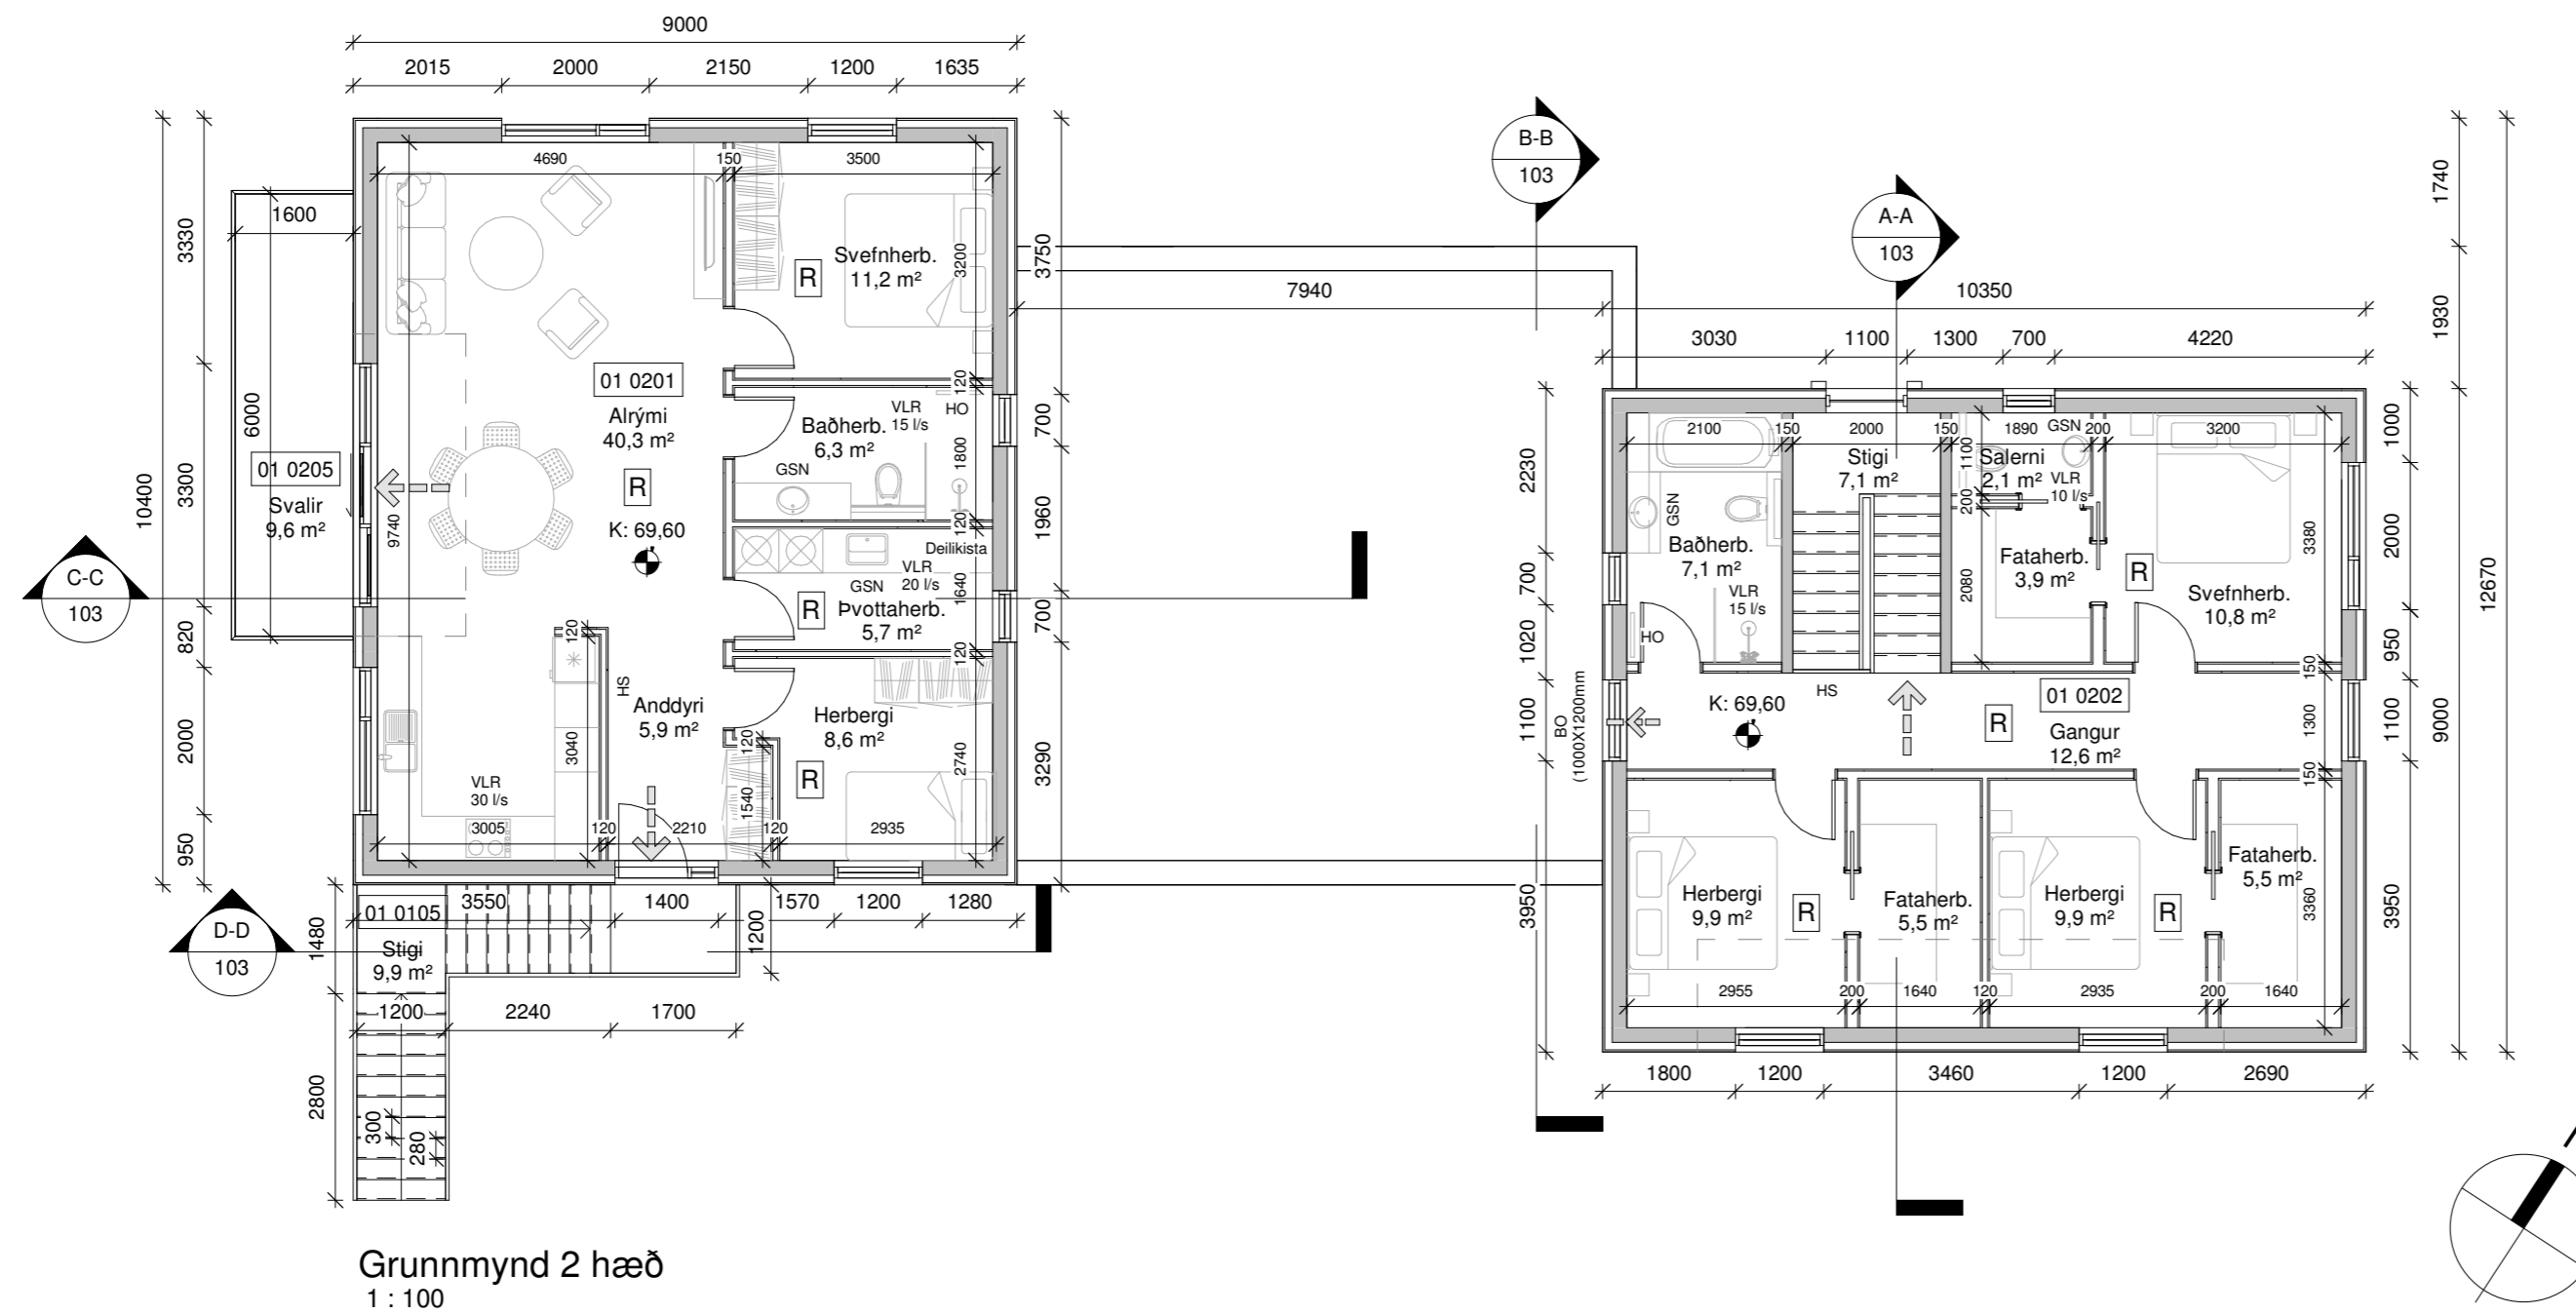 9000
2015 2000 2150 1200 1635
B-B
103
A-A
103
4690 150 3500
1600
3330
3300
820
2000
950
10400
6000
9740
01 0205
Svalir
9,6 m²
C-C
103
D-D
103
01 0201
Alrými
40,3 m²
R
K: 69,60
Svefnherb.
11,2 m²
R
3200
120
Baðherb.
6,3 m²
VLR
15 l/s
HO
GSN
1800
120
Deilikista
VLR
20 l/s
GSN
Þvottaherb.
5,7 m²
R
1640
120
Anddyri
5,9 m²
HS
120
3040
Herbergi
8,6 m²
R
120
1540
2740
VLR
30 l/s
3005 120 2210 120 2935
3750
700
1960
700
3290
3550 1400 1570 1200 1280
01 0105
Stigi
9,9 m²
1480
2800
1200
1200 2240 1700
300
280
7940 10350
3030 1100 1300 700 4220
2230
700
1020
1100
3950
2100 150 2000 150 1890 200 3200
Stigi
7,1 m²
1100
Salerni
2,1 m²
GSN
VLR
10 l/s
200
GSN
Baðherb.
7,1 m²
VLR
15 l/s
HO
2080
Fataherb.
3,9 m²
R
Svefnherb.
10,8 m²
3380
150
BO
(1000X1200mm
K: 69,60
HS
01 0202
R
Gangur
12,6 m²
1300
150
Herbergi
9,9 m²
R
Fataherb.
5,5 m²
Herbergi
9,9 m²
R
Fataherb.
5,5 m²
3360
2955 200 1640 120 2935 200 1640
1800 1200 3460 1200 2690
1000
2000
950
1100
3950
1740
1930
9000
12670
Grunnmynd 2 hæð
1 : 100